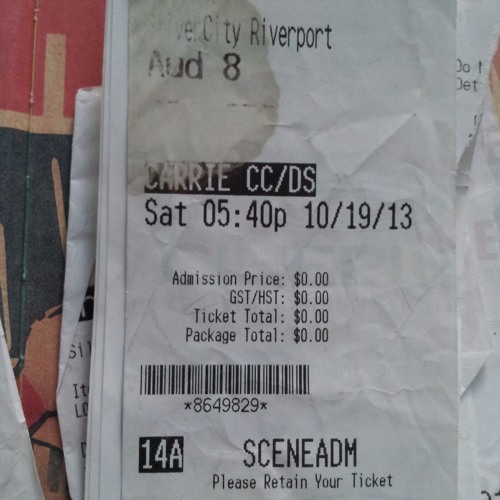 City Riverport
Aud 8
CARRIE CC/DS
Sat 05:40p 10/19/13
Admission Price: $0.00
GST/HST: $0.00
Ticket Total: $0.00
Package Total: $0.00
*8649829*
14A SCENEADM
Please Retain Your Ticket